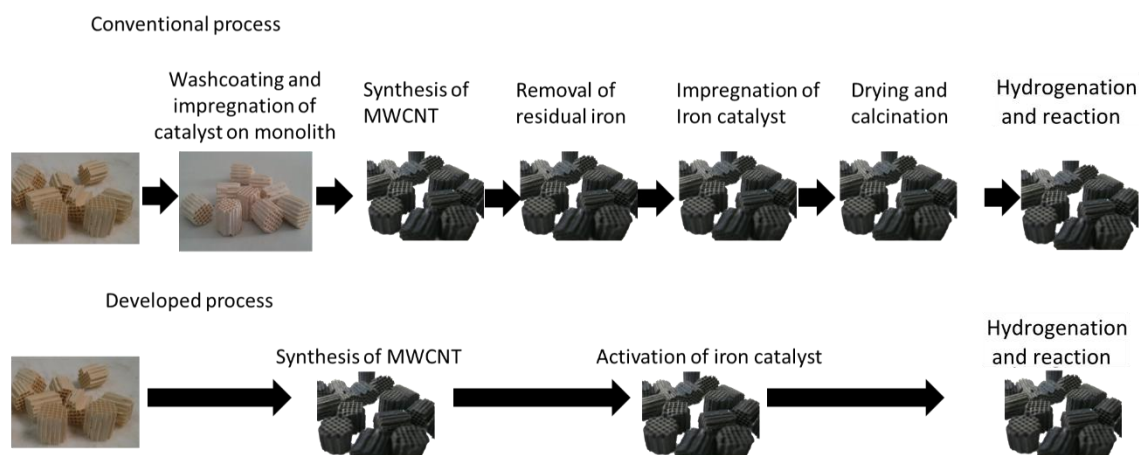 Conventional process
Washcoating and
impregnation of
catalyst on monolith
Synthesis of
MWCNT
Removal of
residual iron
Impregnation of
Iron catalyst
Drying and
calcination
Hydrogenation
and reaction
Developed process
Synthesis of MWCNT
Activation of iron catalyst
Hydrogenation
and reaction